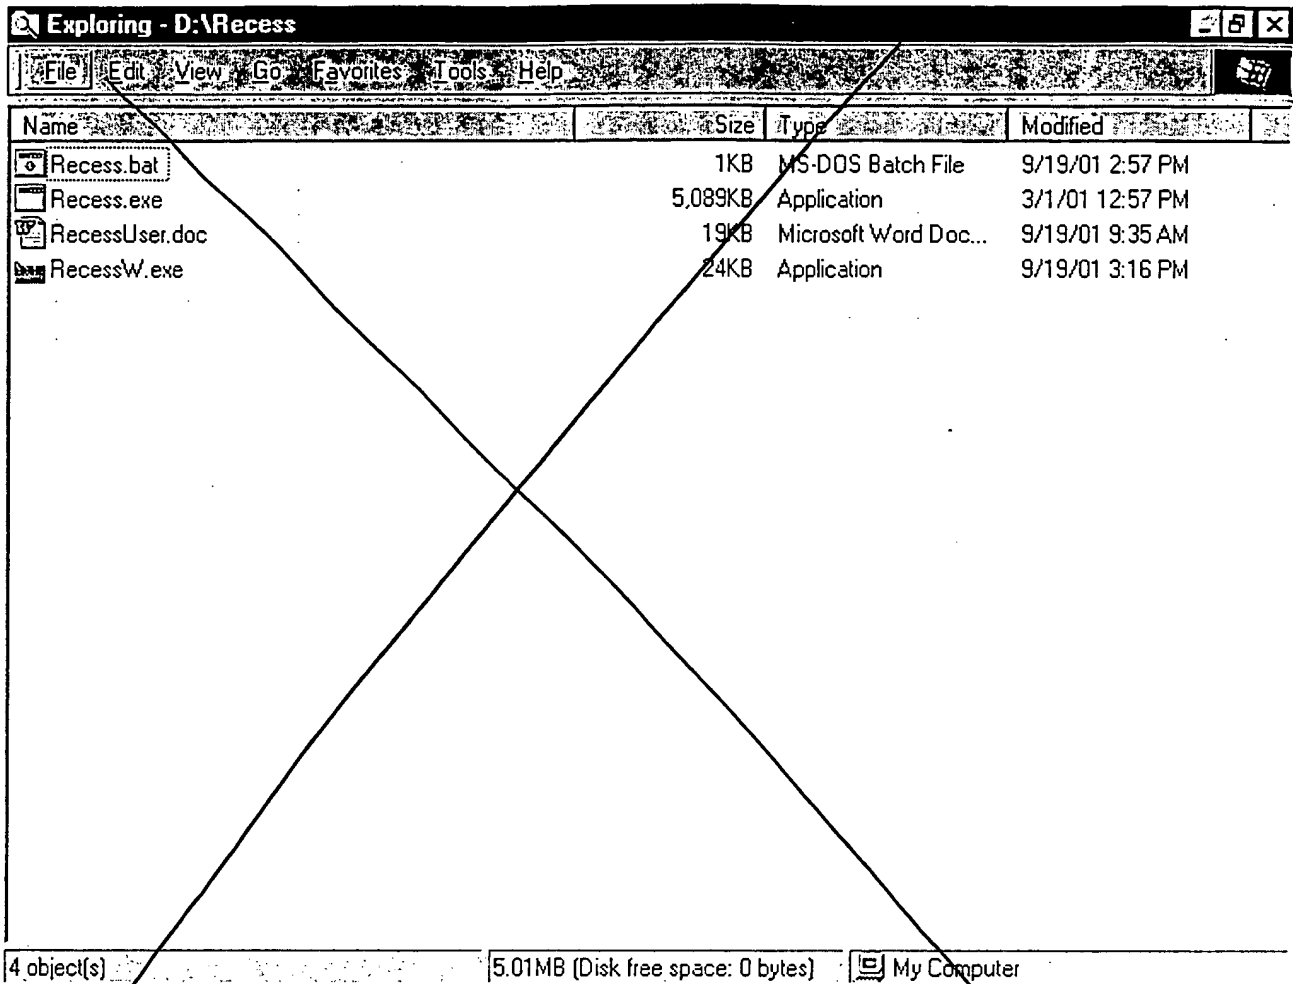 Exploring - D:\Recess
File Edit View Go Favorites Tools Help
Name Size Type Modified
Recess.bat 1KB MS-DOS Batch File 9/19/01 2:57 PM
Recess.exe 5,089KB Application 3/1/01 12:57 PM
RecessUser.doc 19KB Microsoft Word Doc... 9/19/01 9:35 AM
RecessW.exe 24KB Application 9/19/01 3:16 PM
4 object(s) 5.01MB (Disk free space: 0 bytes) My Computer